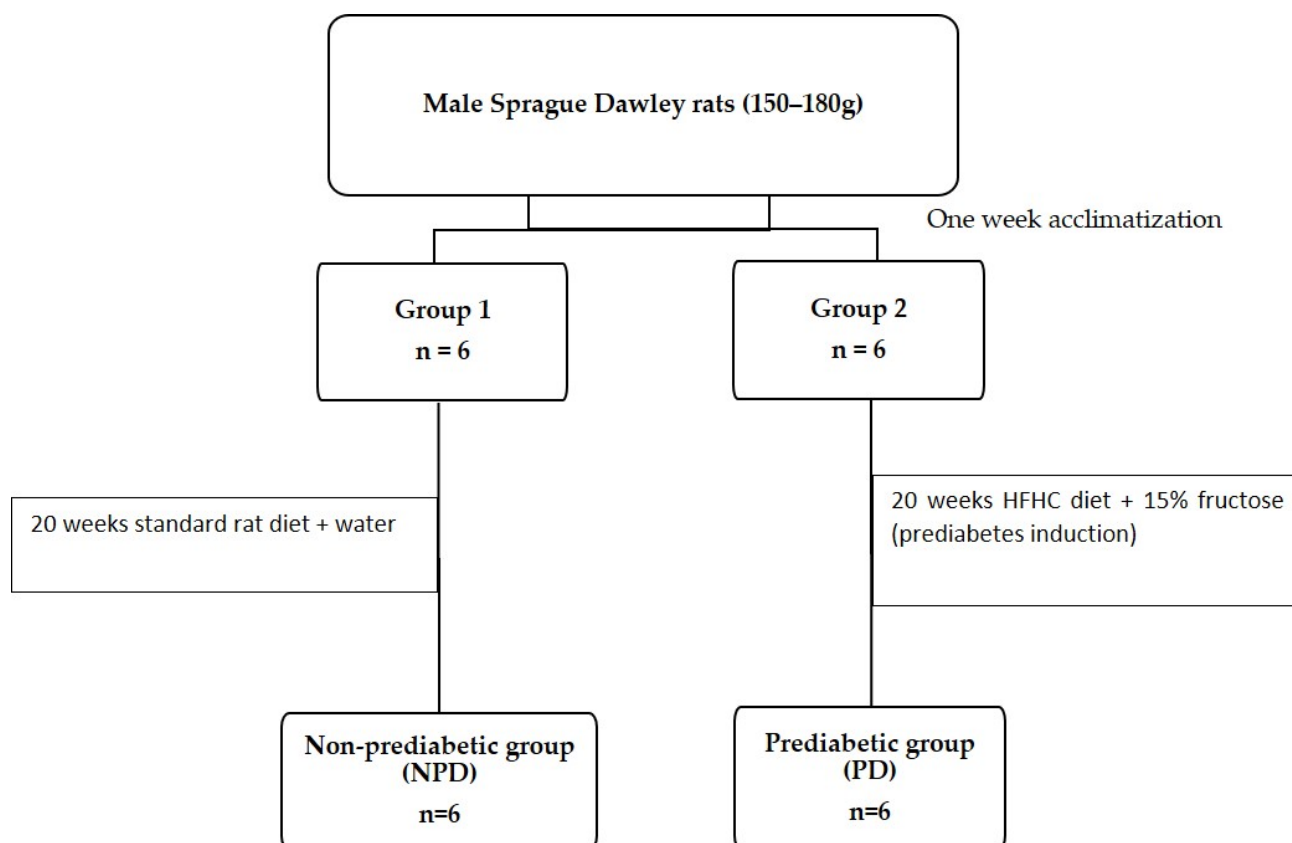 Male Sprague Dawley rats (150–180g)
One week acclimatization
Group 1
n = 6
Group 2
n = 6
20 weeks standard rat diet + water
20 weeks HFHC diet + 15% fructose
(prediabetes induction)
Non-prediabetic group
(NPD)
n=6
Prediabetic group
(PD)
n=6